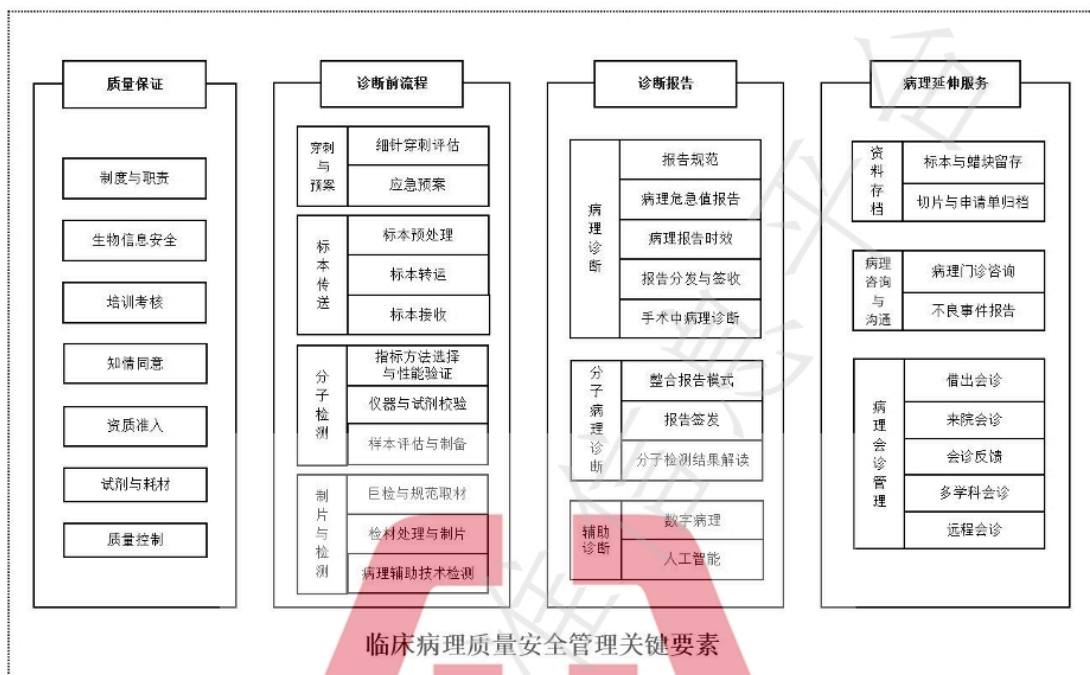 质量保证
制度与职责
生物信息安全
培训考核
知情同意
资质准入
试剂与耗材
质量控制
诊断前流程
穿刺
与
预案
细针穿刺评估
应急预案
标
本
传
送
标本预处理
标本转运
标本接收
分
子
检
测
指标方法选择
与性能验证
仪器与试剂校验
样本评估与制备
制
片
与
检
测
巨检与规范取材
检材处理与制片
病理辅助技术检测
诊断报告
病
理
诊
断
报告规范
病理危急值报告
病理报告时效
报告分发与签收
手术中病理诊断
分
子
病
理
诊
断
整合报告模式
报告签发
分子检测结果解读
辅助
诊断
数字病理
人工智能
病理延伸服务
资
料
存
档
标本与蜡块留存
切片与申请单归档
病理
咨询
与
沟通
病理门诊咨询
不良事件报告
病
理
会
诊
管
理
借出会诊
来院会诊
会诊反馈
多学科会诊
远程会诊
临床病理质量安全管理关键要素